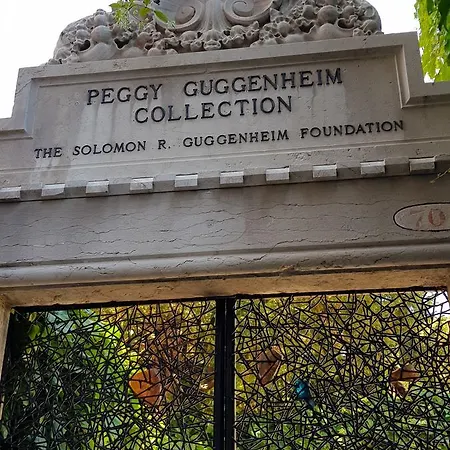 PEGGY GUGGENHEIM
COLLECTION
THE SOLOMON R. GUGGENHEIM FOUNDATION